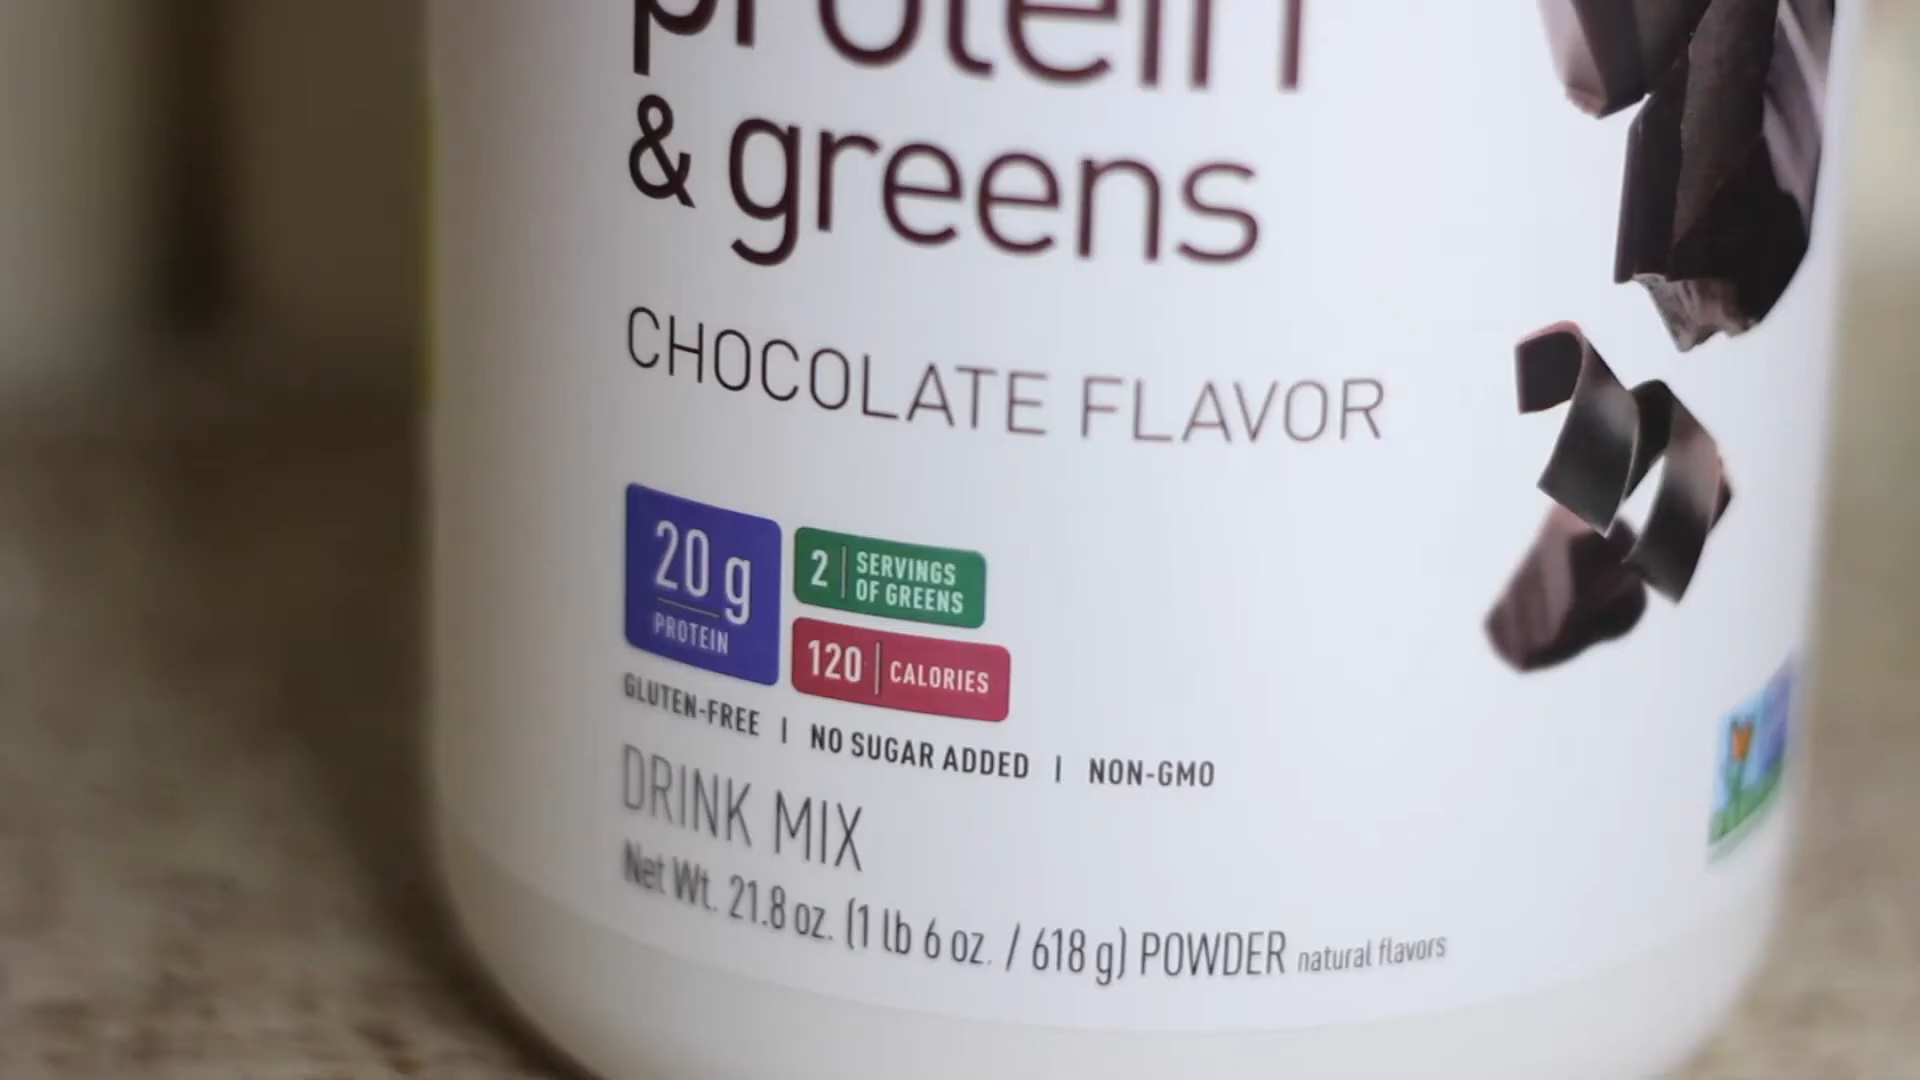 protein
& greens
CHOCOLATE FLAVOR
20 g
PROTEIN
2 | SERVINGS
OF GREENS
120 | CALORIES
GLUTEN-FREE | NO SUGAR ADDED | NON-GMO
DRINK MIX
Net Wt. 21.8 oz. (1 lb 6 oz. / 618 g) POWDER natural flavors